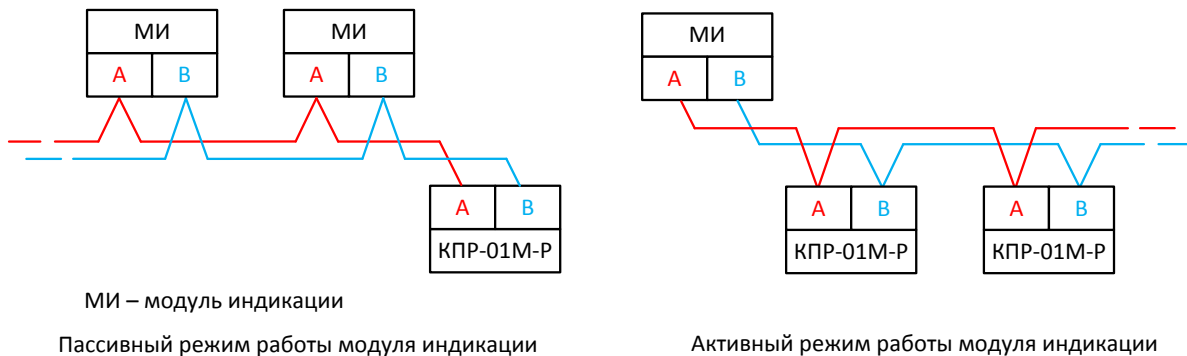 МИ
A B
МИ
A B
A B
КПР-01М-Р
МИ – модуль индикации
Пассивный режим работы модуля индикации
МИ
A B
A B
КПР-01М-Р
A B
КПР-01М-Р
Активный режим работы модуля индикации